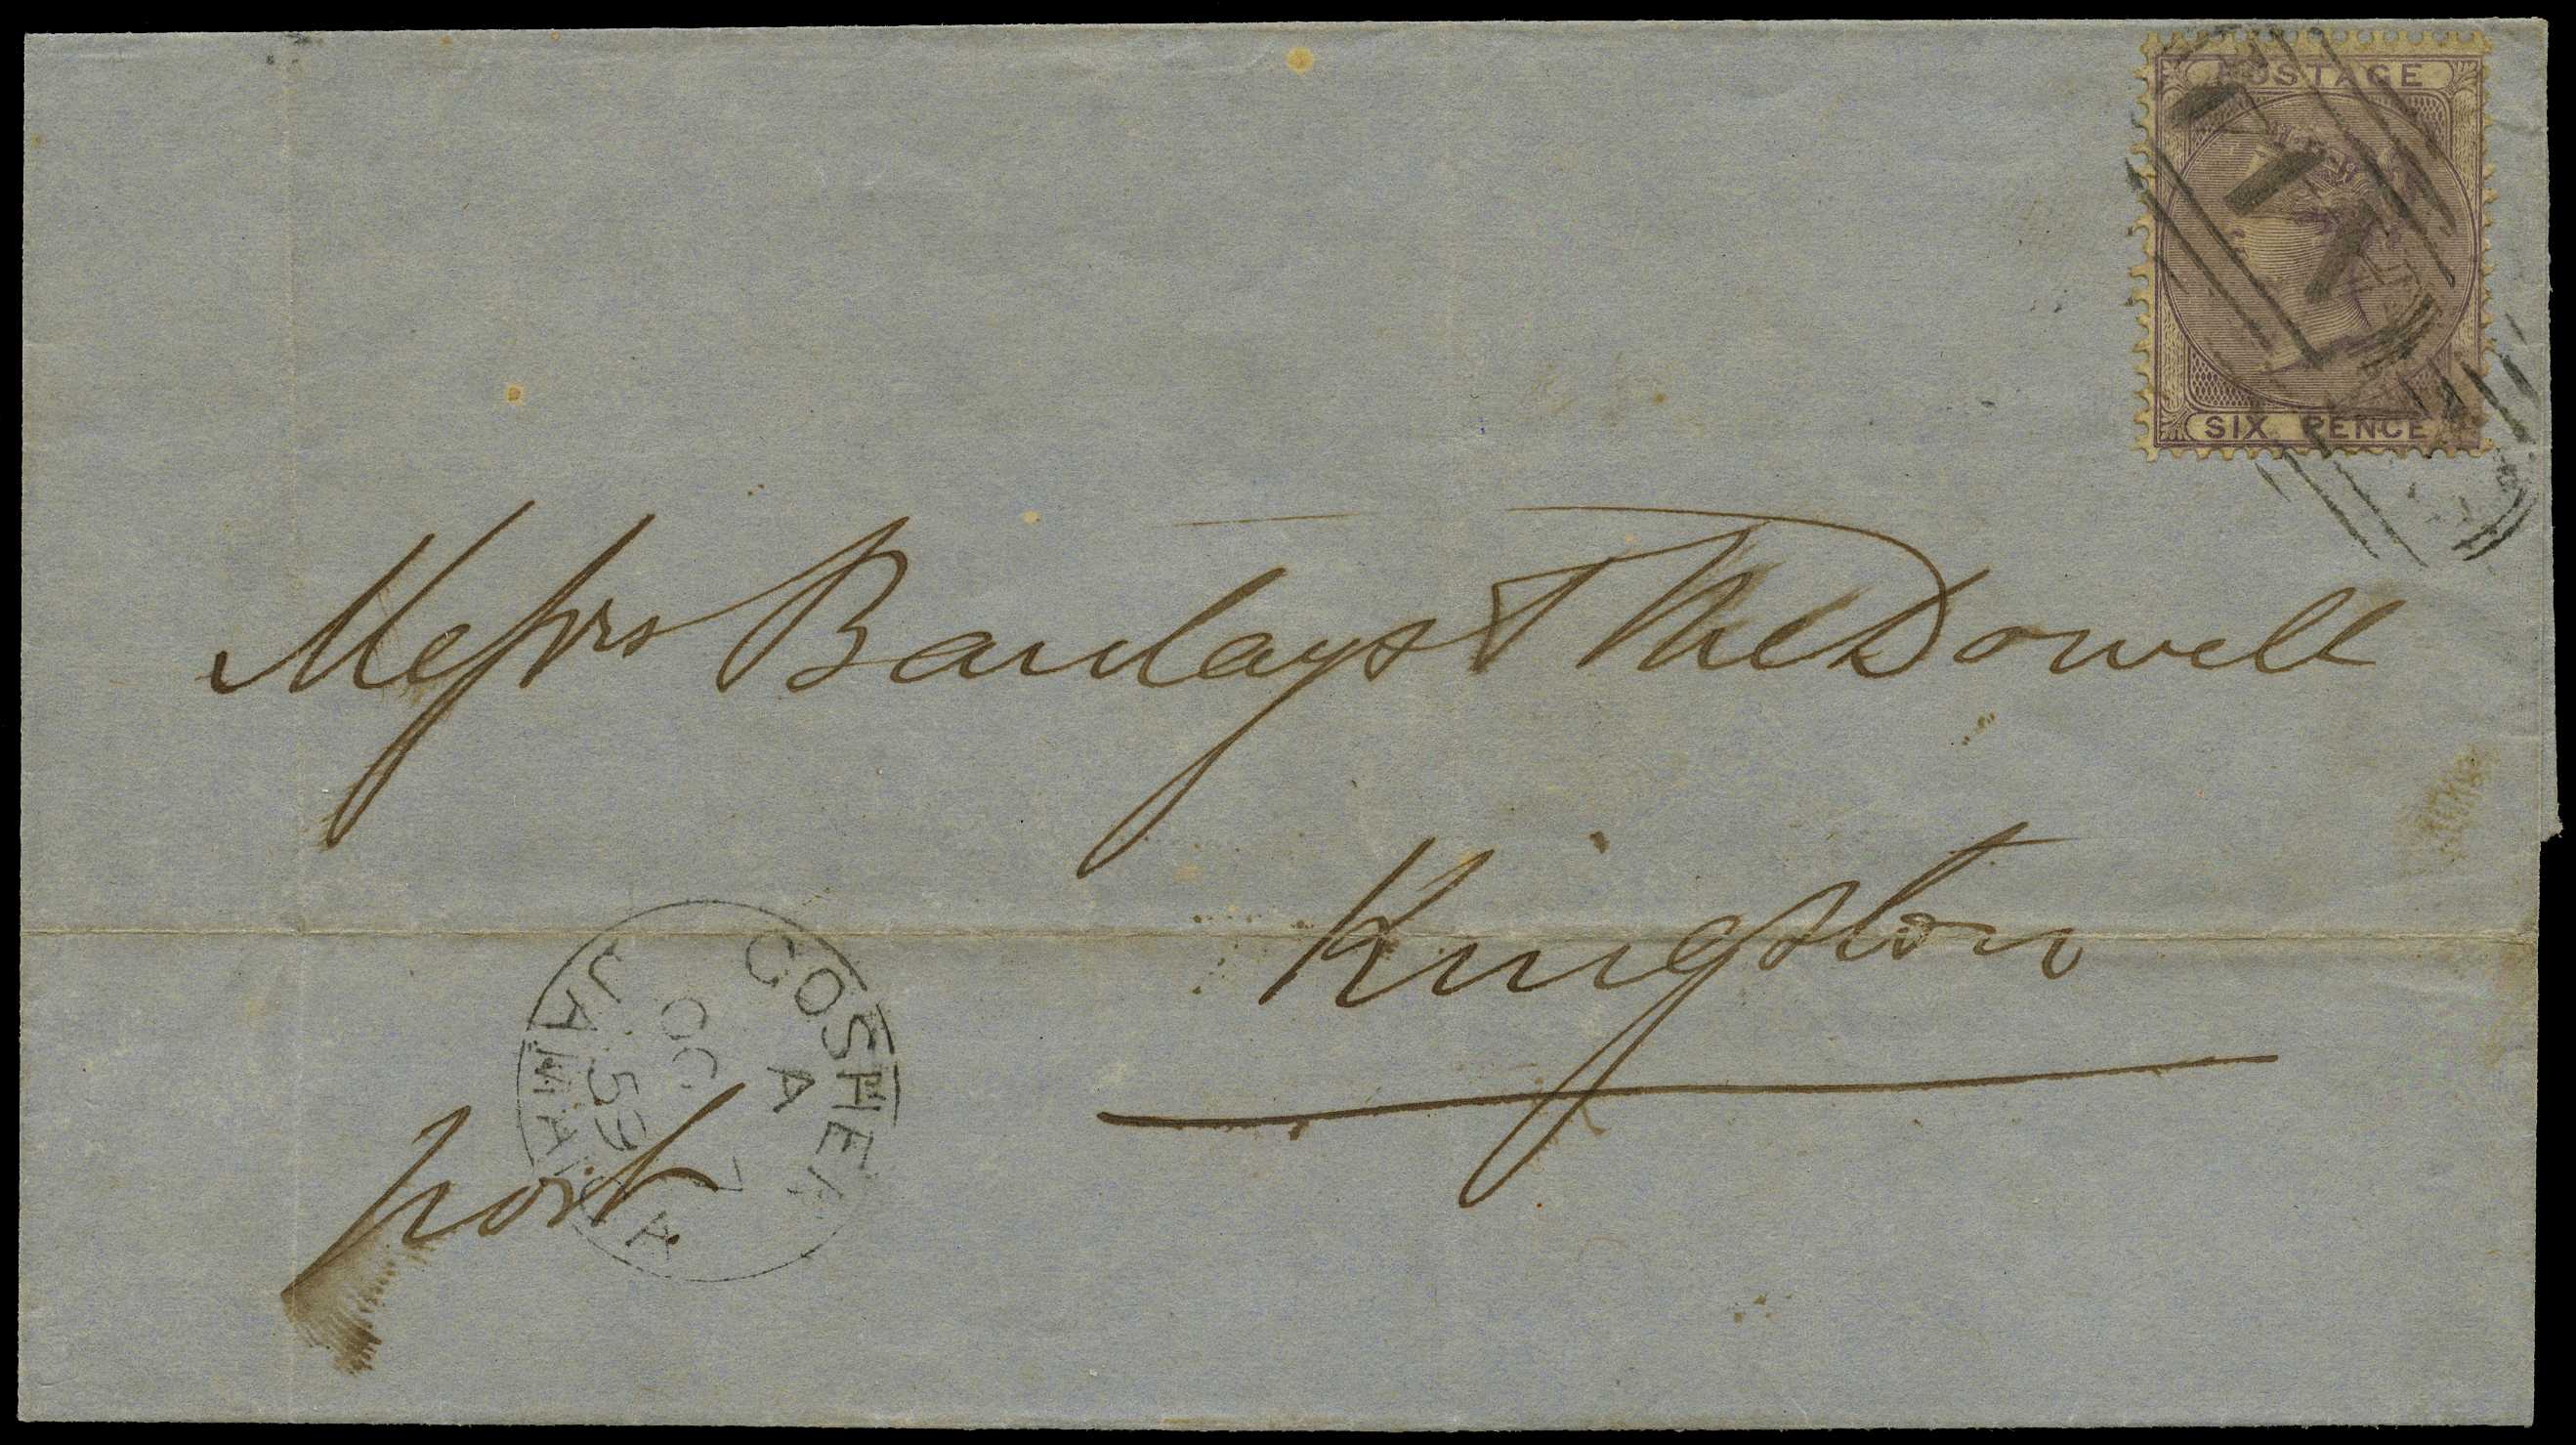 POSTAGE
SIX PENCE
Messrs Barclays & McDowell
Kingston
post
GOSHEN
A
OC 7
59
JAMAICA